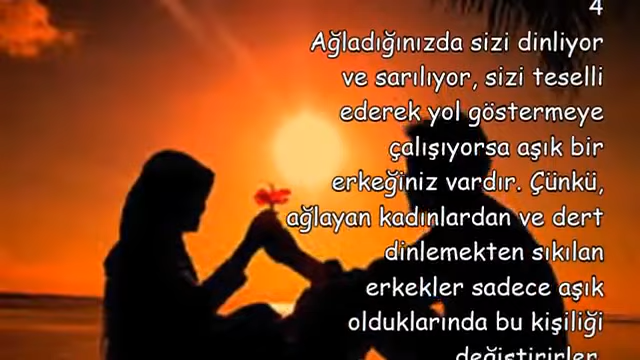 4
Ağladığınızda sizi dinliyor
ve sarılıyor, sizi teselli
ederek yol göstermeye
çalışıyorsa aşık bir
erkeğiniz vardır. Çünkü,
ağlayan kadınlardan ve dert
dinlemekten sıkılan
erkekler sadece aşık
olduklarında bu kişiliği
değiştirirler.